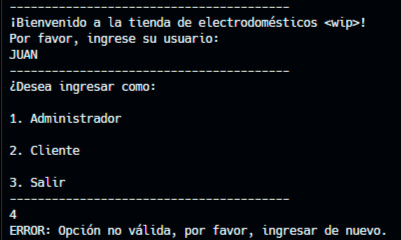 ----------------------------------------
¡Bienvenido a la tienda de electrodomésticos <wip>!
Por favor, ingrese su usuario:
JUAN
----------------------------------------
¿Desea ingresar como:
1. Administrador
2. Cliente
3. Salir
----------------------------------------
4
ERROR: Opción no válida, por favor, ingresar de nuevo.